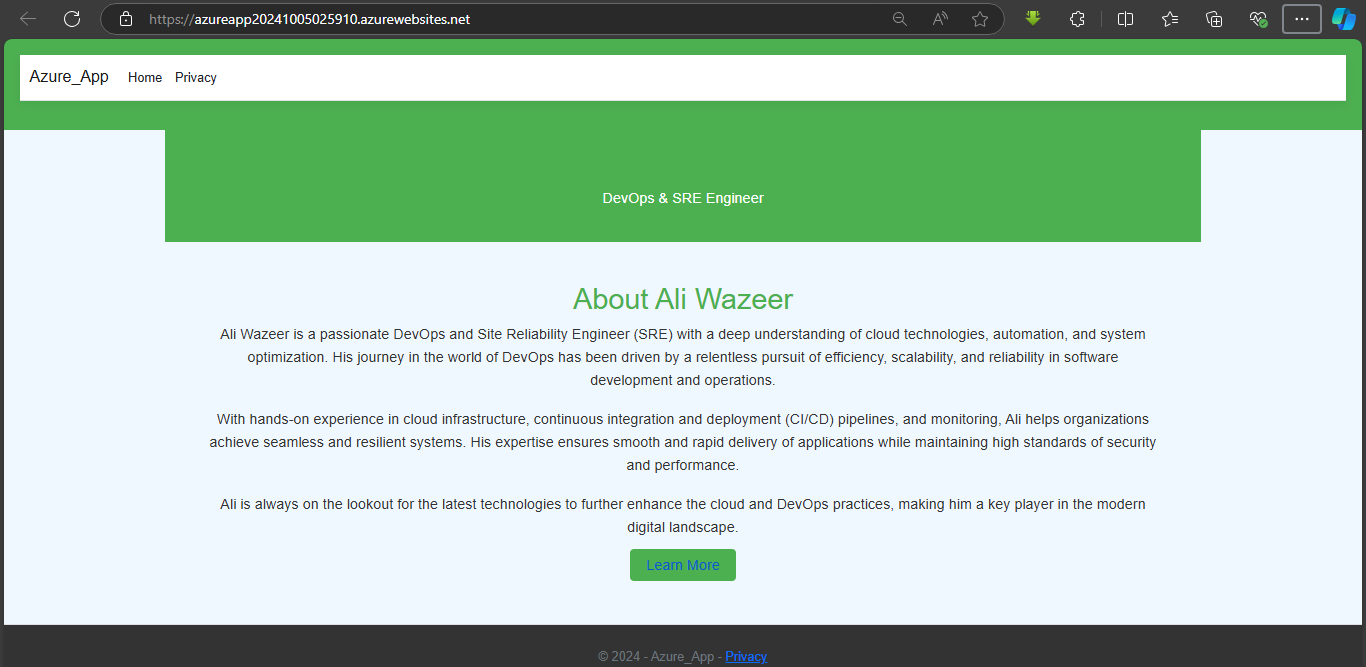 https://azureapp20241005025910.azurewebsites.net
Azure_App Home Privacy
DevOps & SRE Engineer
About Ali Wazeer
Ali Wazeer is a passionate DevOps and Site Reliability Engineer (SRE) with a deep understanding of cloud technologies, automation, and system
optimization. His journey in the world of DevOps has been driven by a relentless pursuit of efficiency, scalability, and reliability in software
development and operations.
With hands-on experience in cloud infrastructure, continuous integration and deployment (CI/CD) pipelines, and monitoring, Ali helps organizations
achieve seamless and resilient systems. His expertise ensures smooth and rapid delivery of applications while maintaining high standards of security
and performance.
Ali is always on the lookout for the latest technologies to further enhance the cloud and DevOps practices, making him a key player in the modern
digital landscape.
Learn More
© 2024 - Azure_App - Privacy